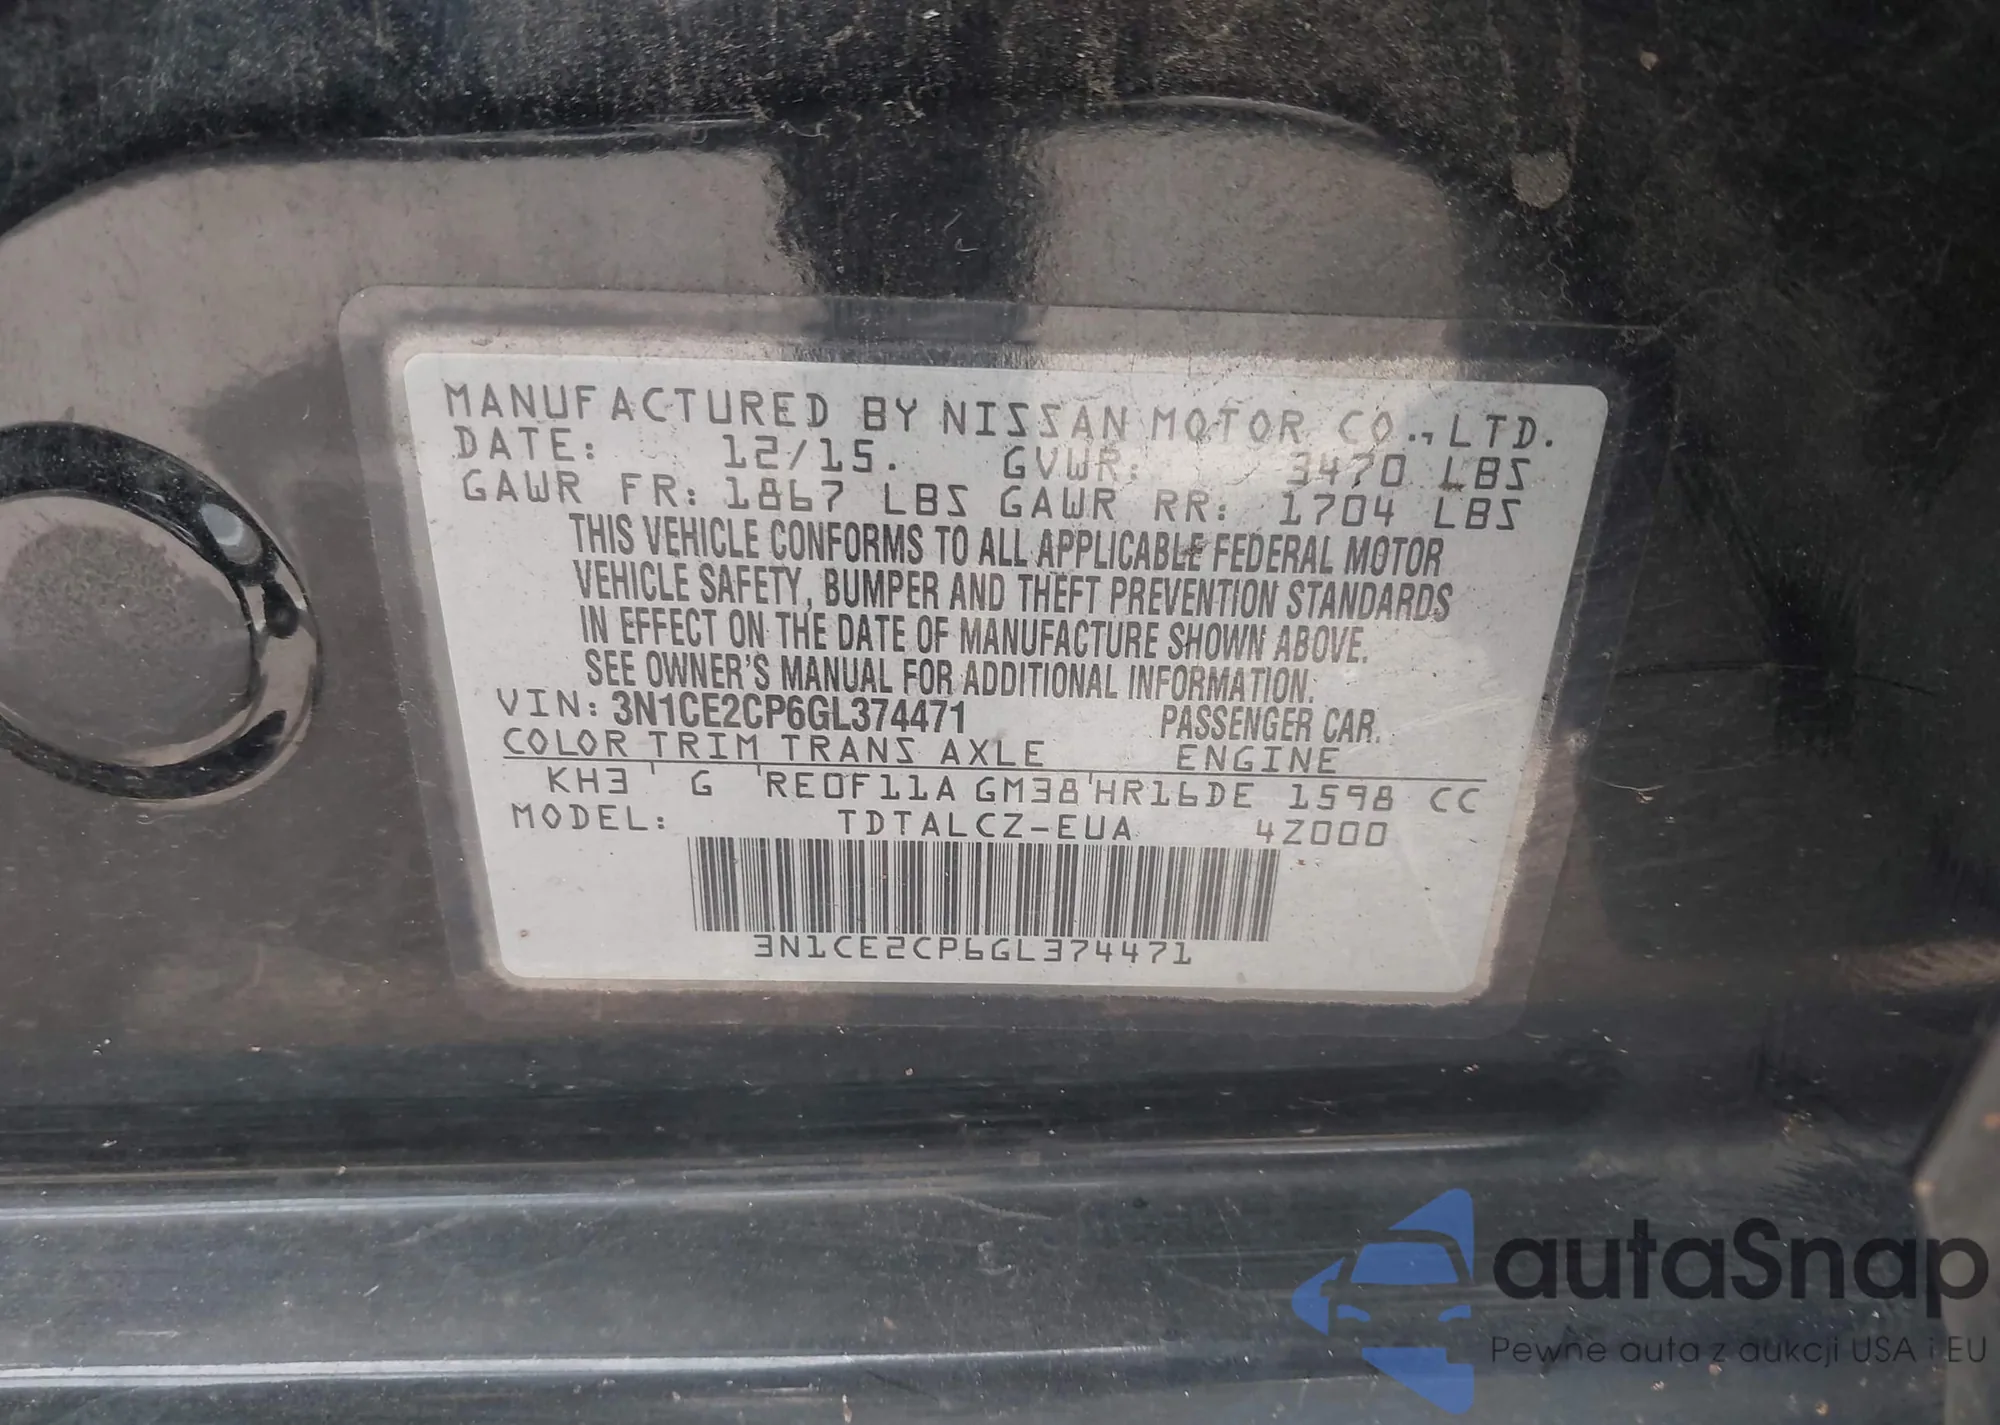 MANUFACTURED BY NISSAN MOTOR CO., LTD.
DATE: 12/15. GVWR: 3470 LBS
GAWR FR: 1867 LBS GAWR RR: 1704 LBS
THIS VEHICLE CONFORMS TO ALL APPLICABLE FEDERAL MOTOR
VEHICLE SAFETY, BUMPER AND THEFT PREVENTION STANDARDS
IN EFFECT ON THE DATE OF MANUFACTURE SHOWN ABOVE.
SEE OWNER'S MANUAL FOR ADDITIONAL INFORMATION.
VIN: 3N1CE2CP6GL374471 PASSENGER CAR.
COLOR TRIM TRANS AXLE ENGINE
KH3 G RE0F11A GM38 HR16DE 1598 CC
MODEL: TDTALCZ-EUA 4Z000
3N1CE2CP6GL374471
autaSnap
Pewne auta z aukcji USA i EU